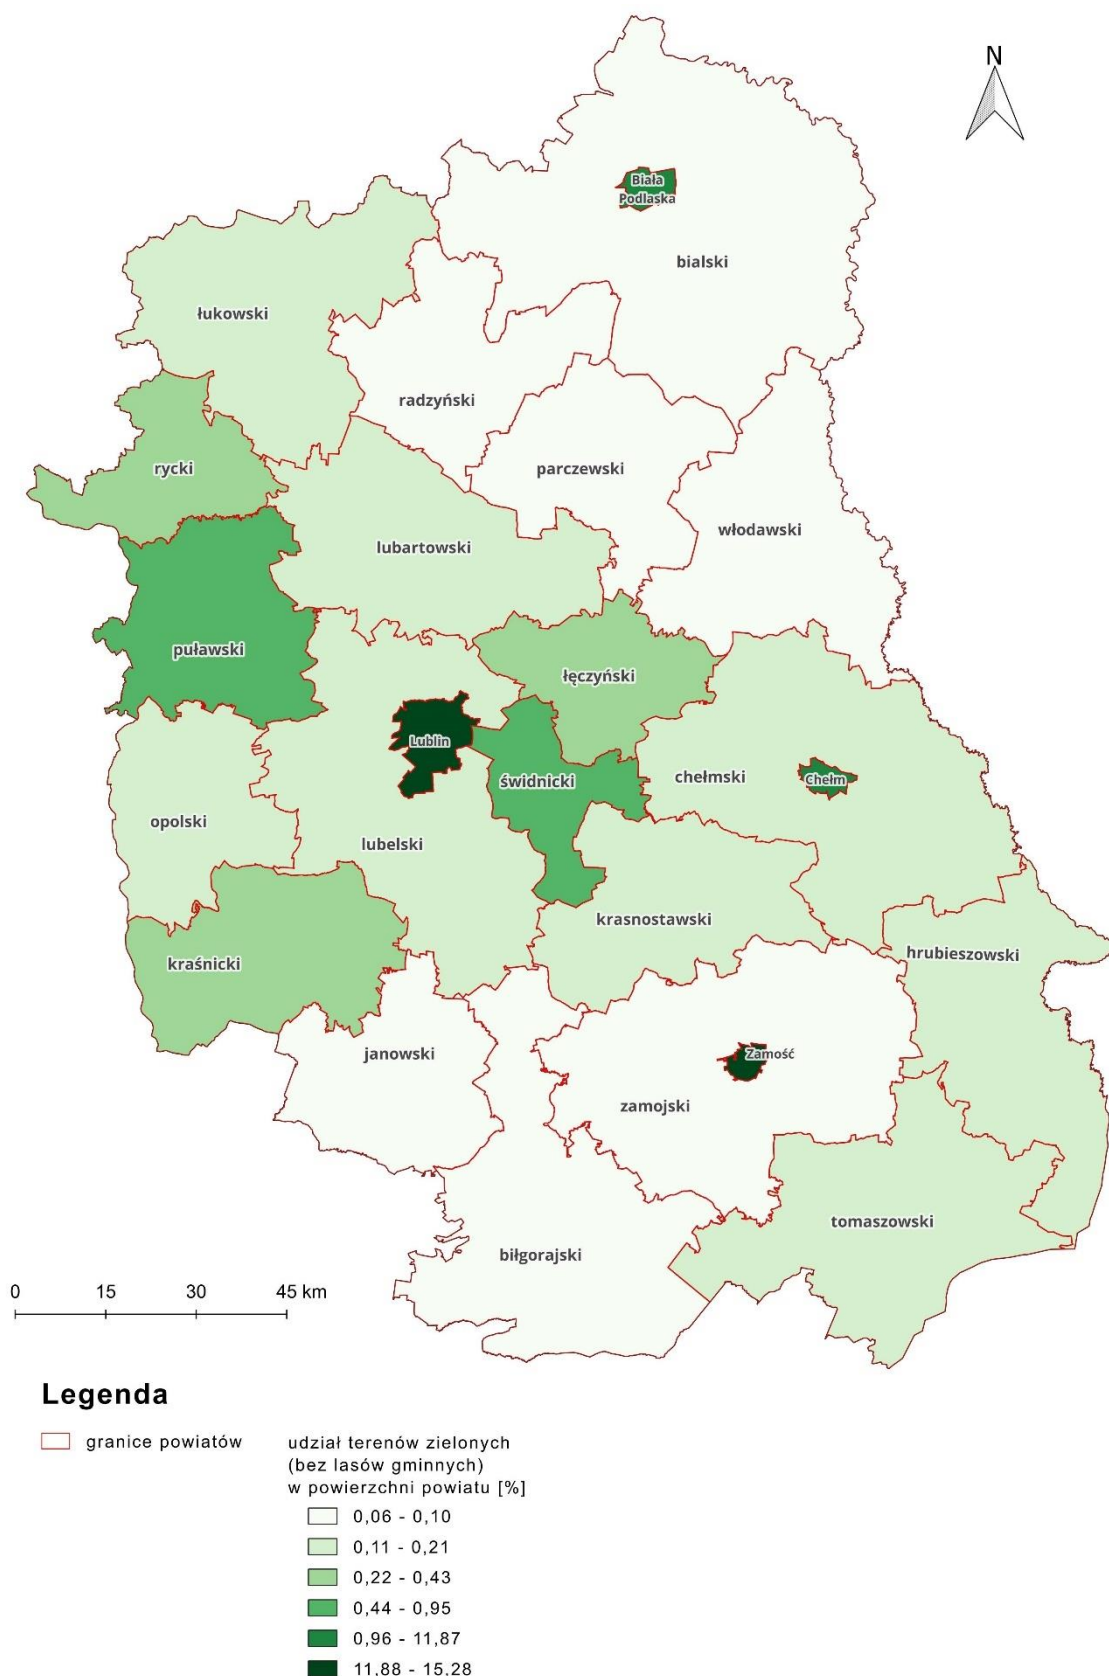 N
Biała
Podlaska
bialski
łukowski
radzyński
rycki
parczewski
włodawski
lubartowski
puławski
łęczyński
Lublin
świdnicki
chełmski
Chełm
opolski
lubelski
krasnostawski
hrubieszowski
kraśnicki
janowski
Zamość
zamojski
tomaszowski
biłgorajski
0 15 30 45 km
Legenda
granice powiatów
udział terenów zielonych
(bez lasów gminnych)
w powierzchni powiatu [%]
0,06 - 0,10
0,11 - 0,21
0,22 - 0,43
0,44 - 0,95
0,96 - 11,87
11,88 - 15,28